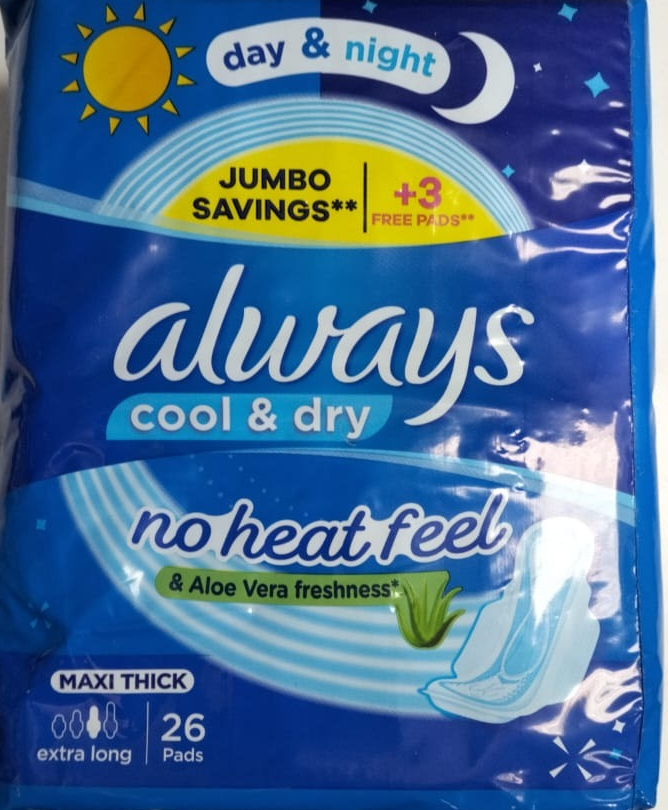 day & night
JUMBO
SAVINGS**
+3
FREE PADS**
always
cool & dry
no heat feel
& Aloe Vera freshness*
MAXI THICK
extra long
26
Pads